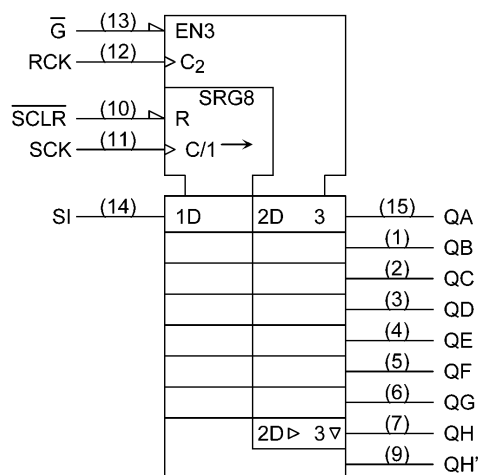 G (13) EN3
RCK (12) C2
SRG8
SCLR (10) R
SCK (11) C/1
SI (14) 1D 2D 3 (15) QA
(1) QB
(2) QC
(3) QD
(4) QE
(5) QF
(6) QG
2D 3 (7) QH
(9) QH'